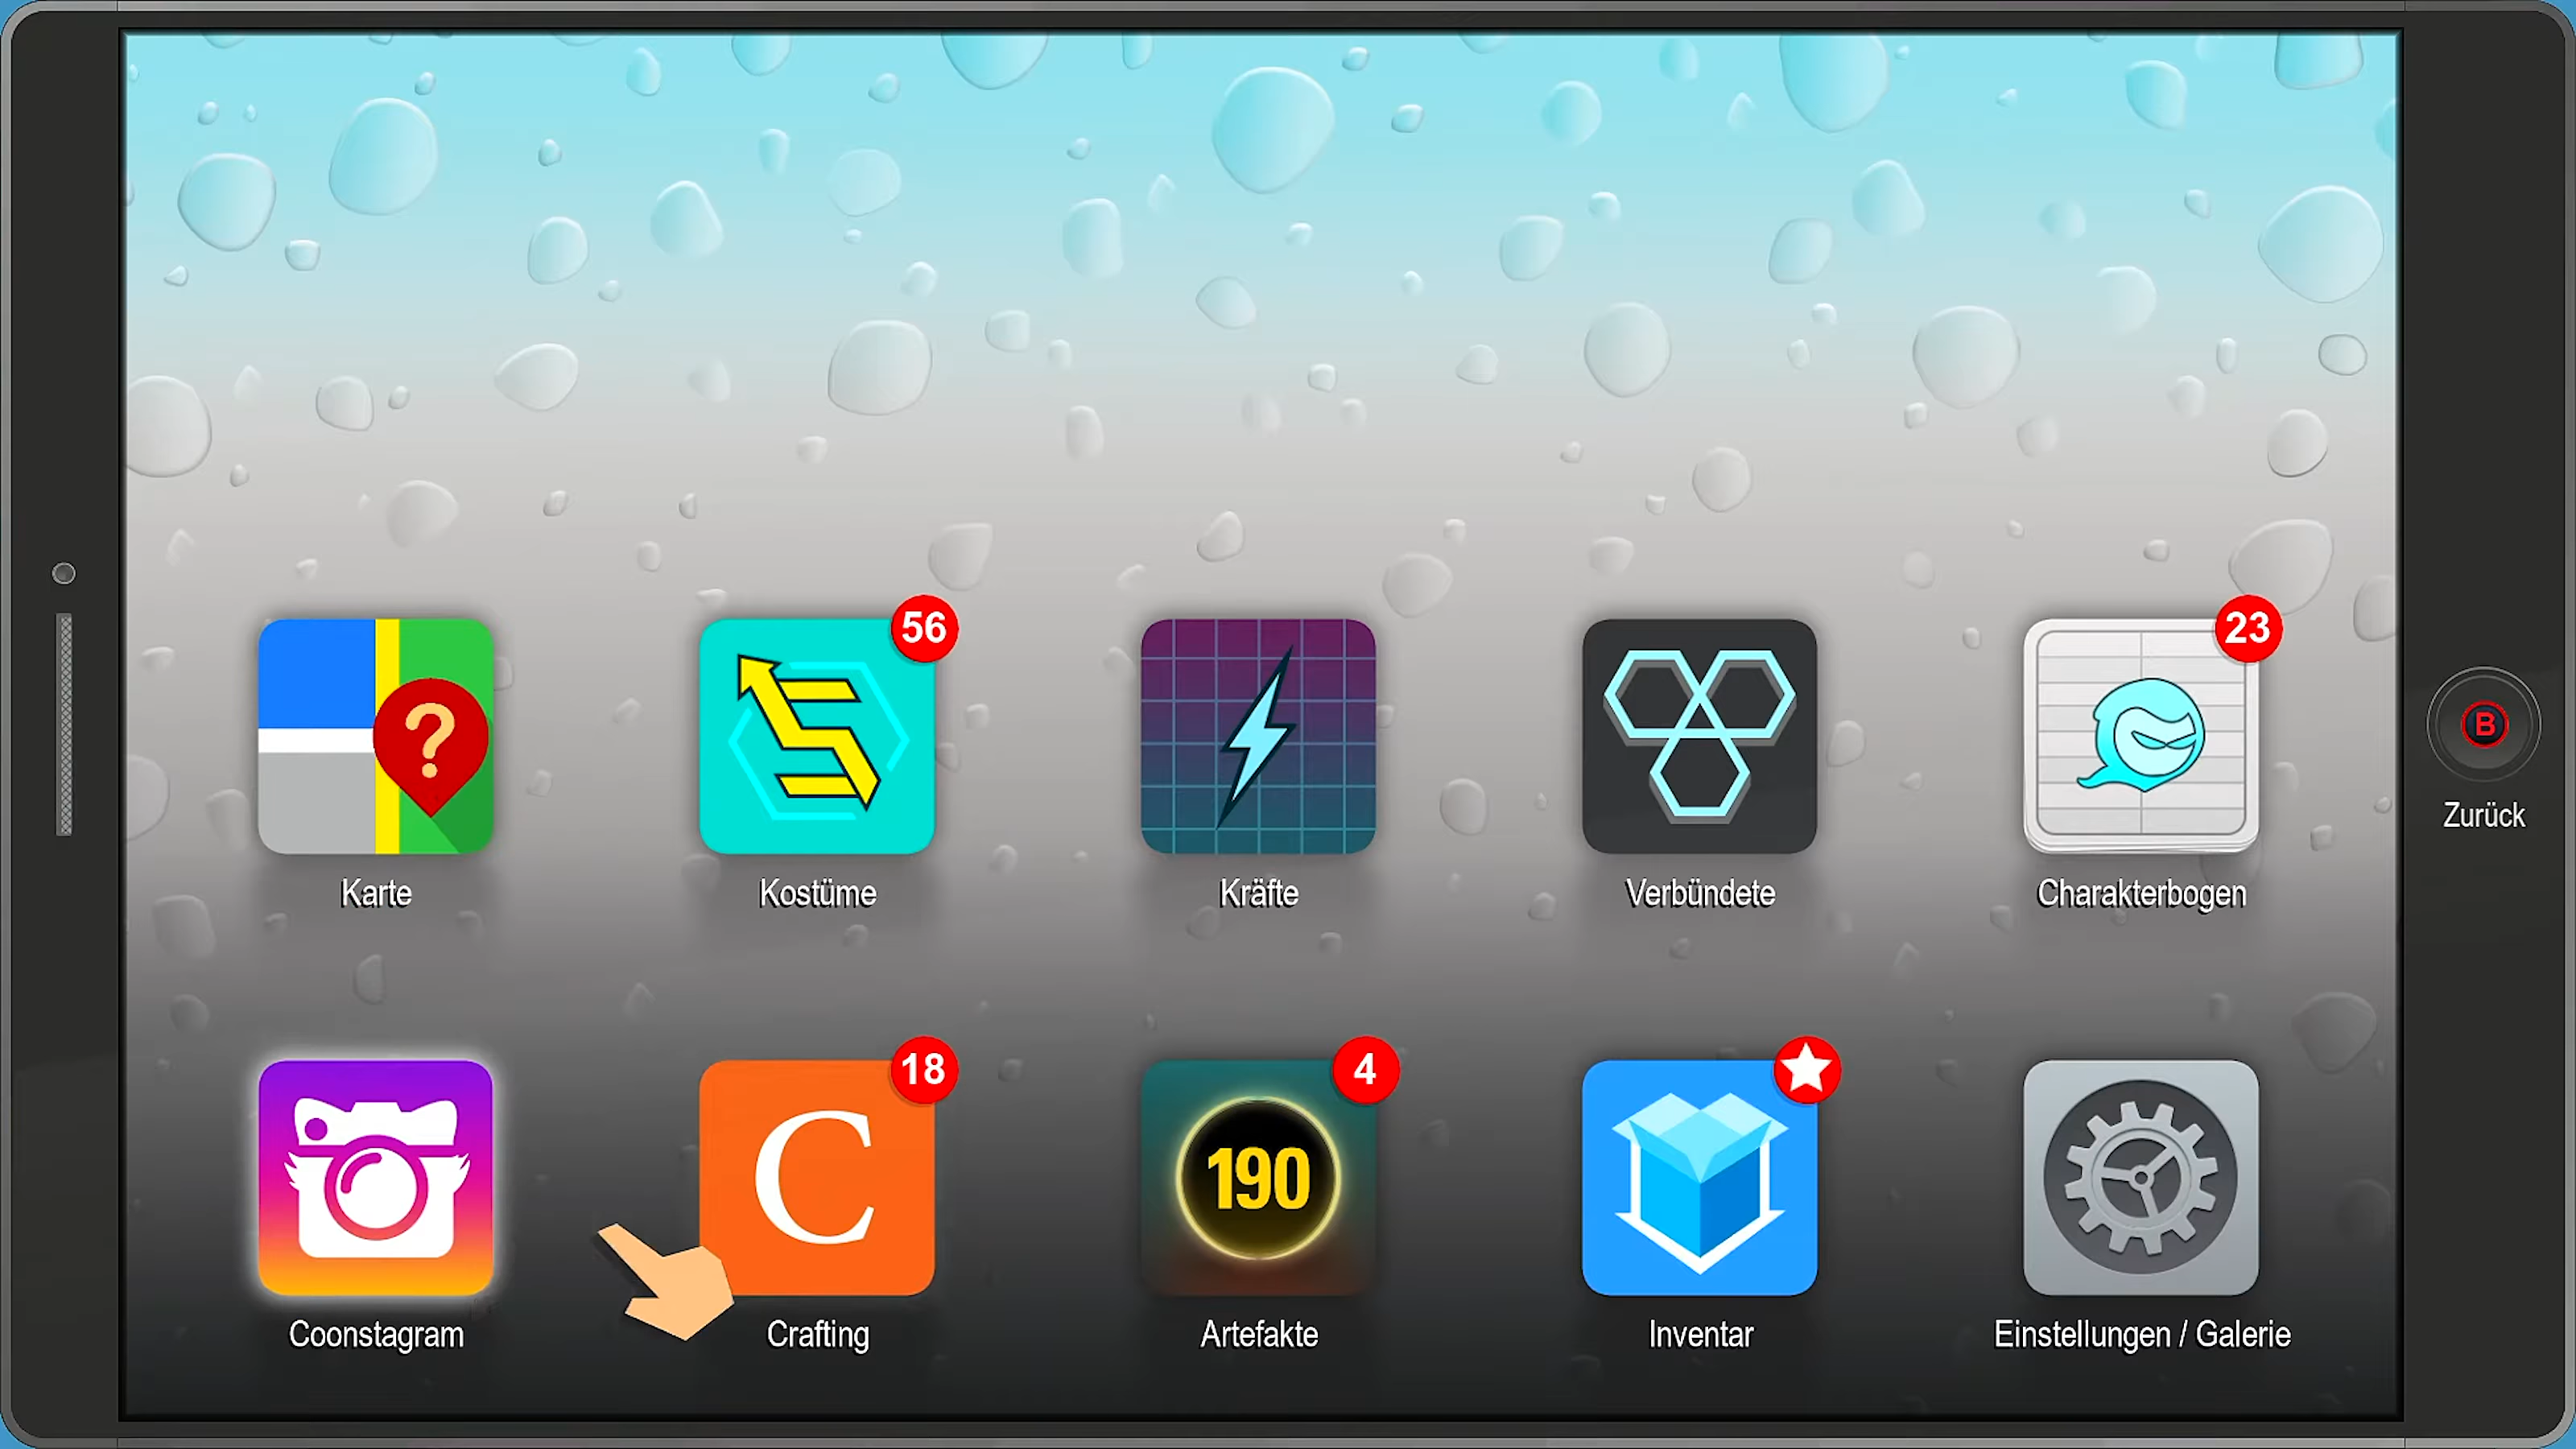 56
23
?
Karte
Kostüme
Kräfte
Verbündete
Charakterbogen
B
Zurück
18
4
C
190
Coonstagram
Crafting
Artefakte
Inventar
Einstellungen / Galerie